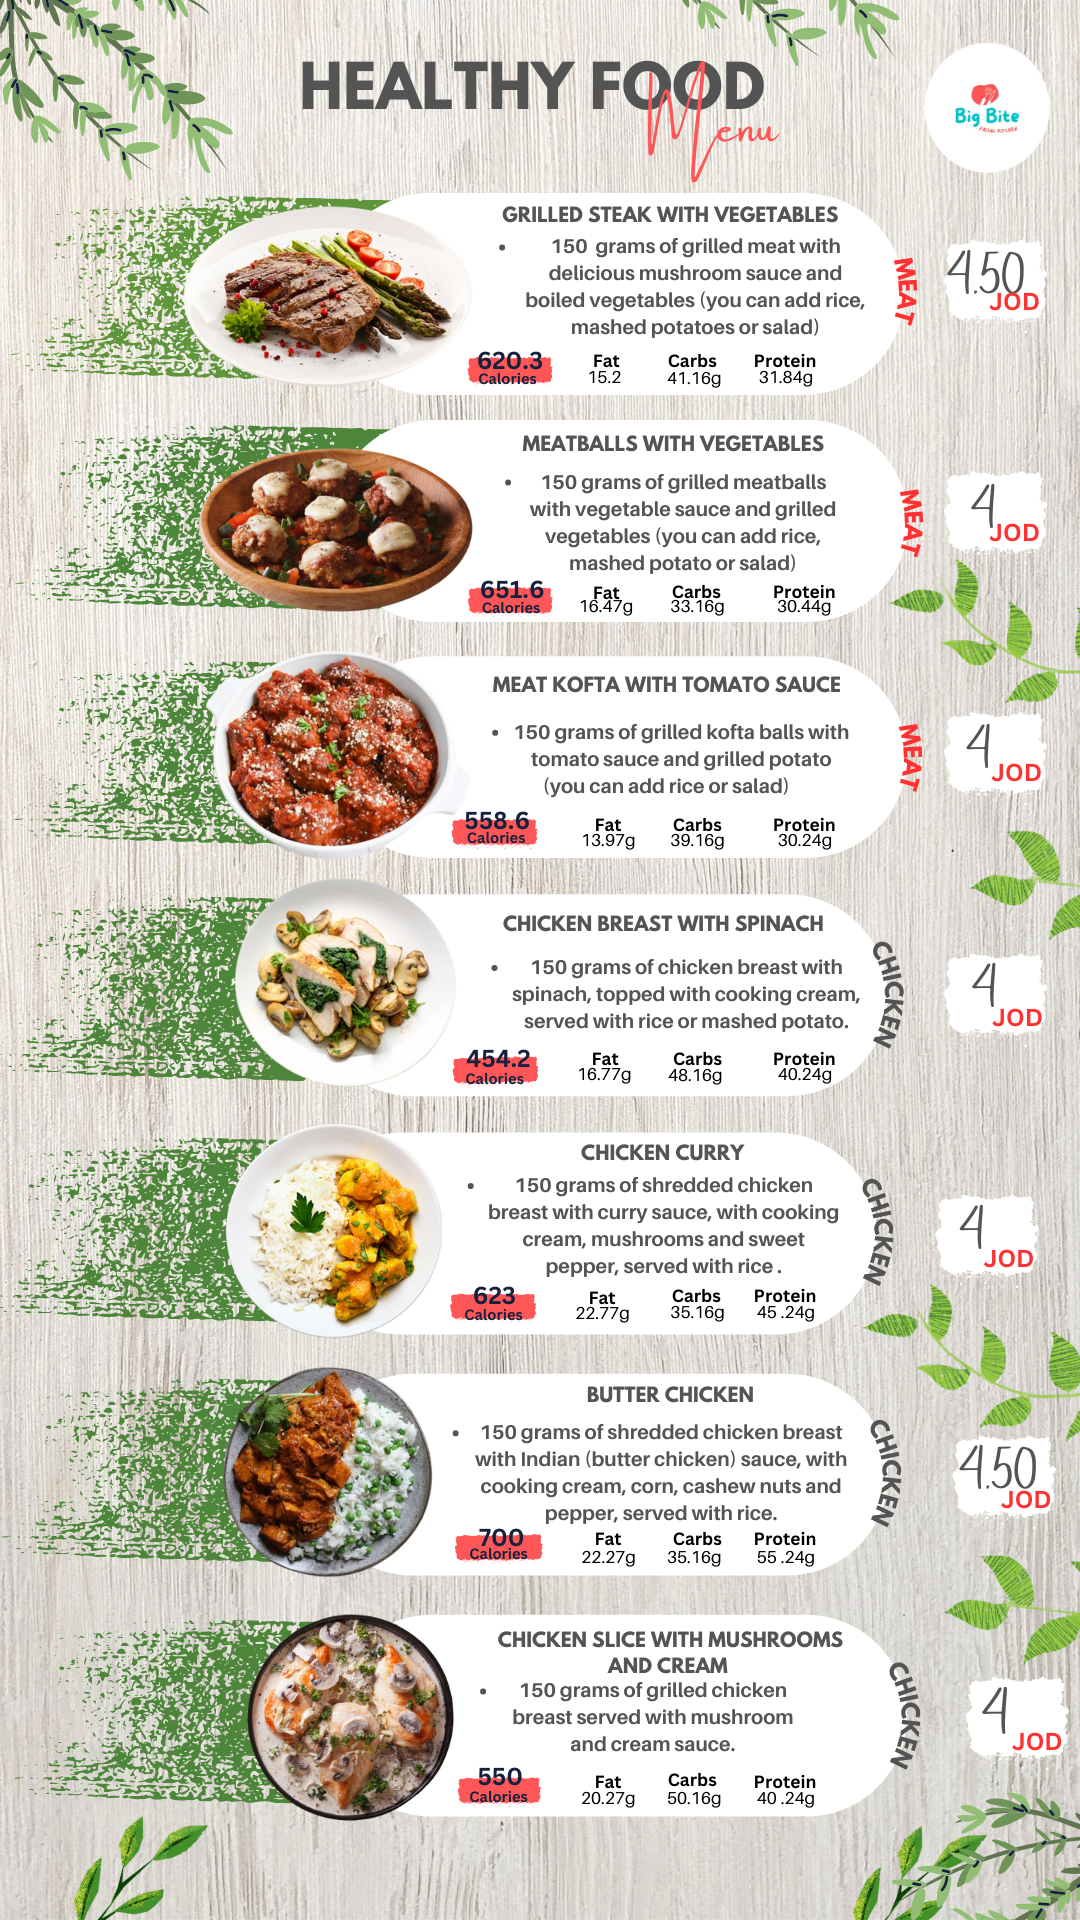 HEALTHY FOOD
Menu
Big Bite
FAISAL KITCHEN
GRILLED STEAK WITH VEGETABLES
• 150 grams of grilled meat with
delicious mushroom sauce and
boiled vegetables (you can add rice,
mashed potatoes or salad)
620.3 Fat Carbs Protein
Calories 15.2 41.16g 31.84g
MEAT
4.50
JOD
MEATBALLS WITH VEGETABLES
• 150 grams of grilled meatballs
with vegetable sauce and grilled
vegetables (you can add rice,
mashed potato or salad)
651.6 Fat Carbs Protein
Calories 16.47g 33.16g 30.44g
MEAT
4
JOD
MEAT KOFTA WITH TOMATO SAUCE
• 150 grams of grilled kofta balls with
tomato sauce and grilled potato
(you can add rice or salad)
558.6 Fat Carbs Protein
Calories 13.97g 39.16g 30.24g
MEAT
4
JOD
CHICKEN BREAST WITH SPINACH
• 150 grams of chicken breast with
spinach, topped with cooking cream,
served with rice or mashed potato.
454.2 Fat Carbs Protein
Calories 16.77g 48.16g 40.24g
CHICKEN
4
JOD
CHICKEN CURRY
• 150 grams of shredded chicken
breast with curry sauce, with cooking
cream, mushrooms and sweet
pepper, served with rice .
623 Fat Carbs Protein
Calories 22.77g 35.16g 45 .24g
CHICKEN
4
JOD
BUTTER CHICKEN
• 150 grams of shredded chicken breast
with Indian (butter chicken) sauce, with
cooking cream, corn, cashew nuts and
pepper, served with rice.
700 Fat Carbs Protein
Calories 22.27g 35.16g 55 .24g
CHICKEN
4.50
JOD
CHICKEN SLICE WITH MUSHROOMS
AND CREAM
• 150 grams of grilled chicken
breast served with mushroom
and cream sauce.
550 Fat Carbs Protein
Calories 20.27g 50.16g 40 .24g
CHICKEN
4
JOD